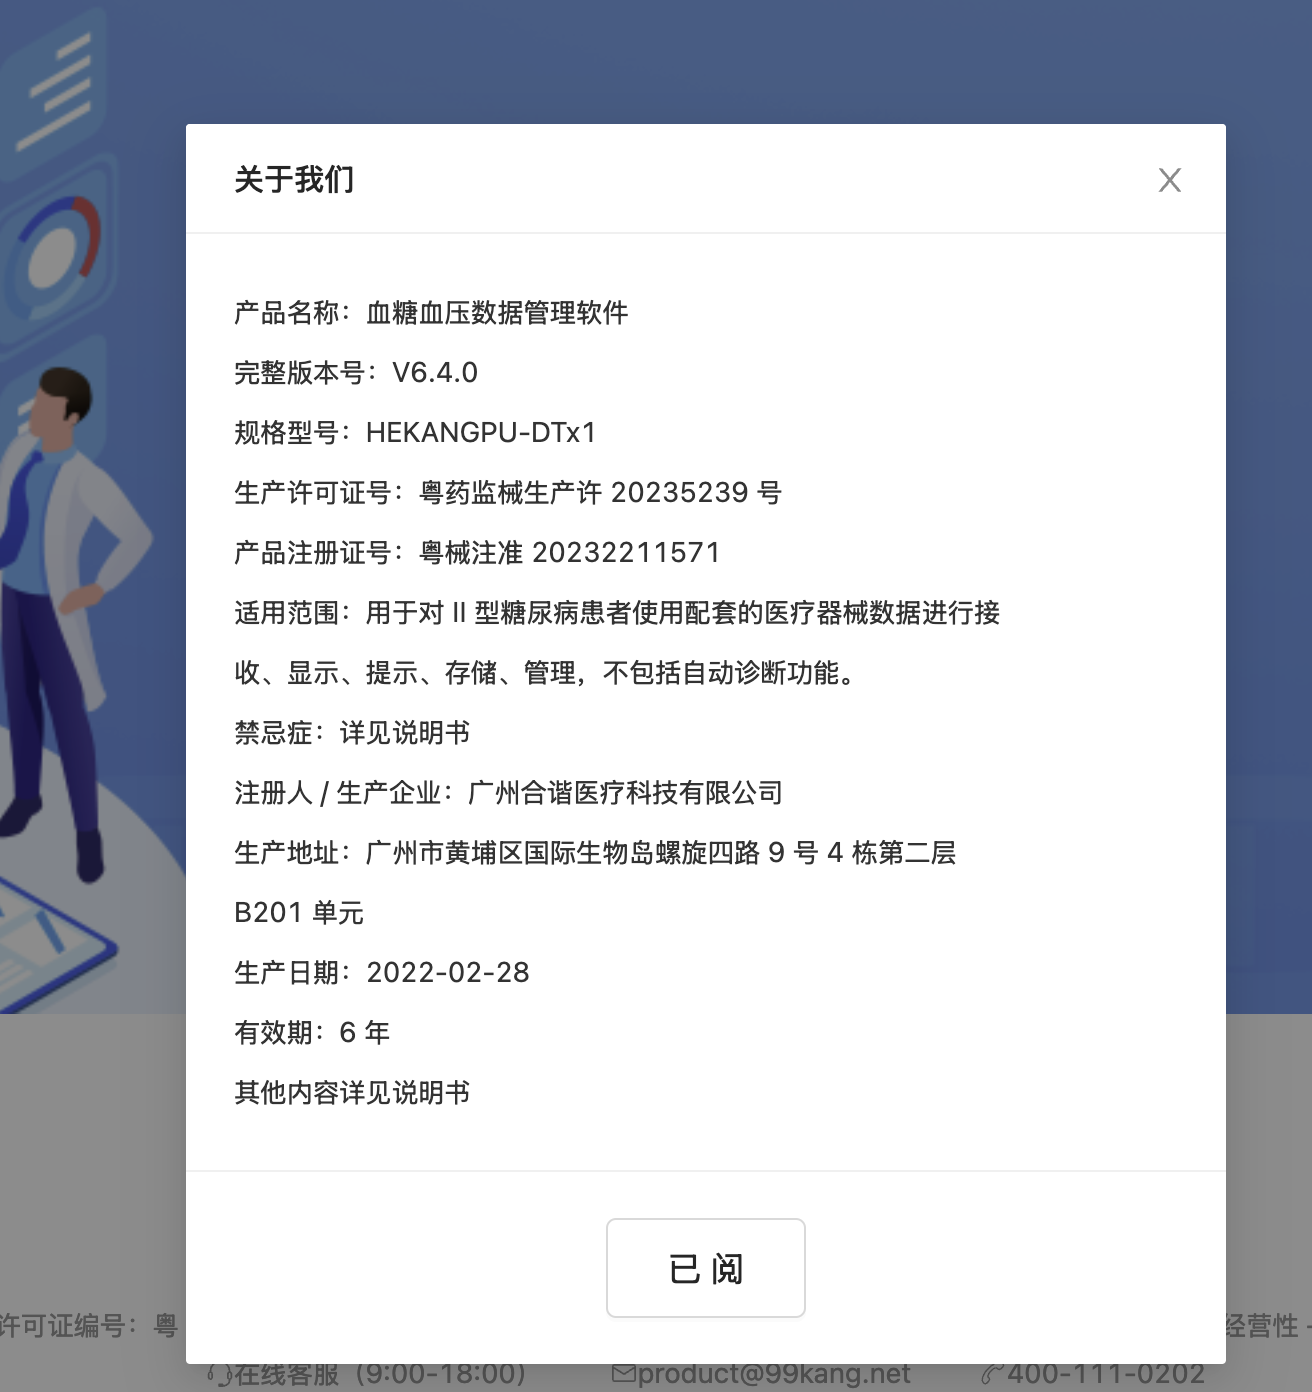 关于我们
产品名称：血糖血压数据管理软件
完整版本号：V6.4.0
规格型号：HEKANGPU-DTx1
生产许可证号：粤药监械生产许 20235239 号
产品注册证号：粤械注准 20232211571
适用范围：用于对 II 型糖尿病患者使用配套的医疗器械数据进行接
收、显示、提示、存储、管理，不包括自动诊断功能。
禁忌症：详见说明书
注册人 / 生产企业：广州合谐医疗科技有限公司
生产地址：广州市黄埔区国际生物岛螺旋四路 9 号 4 栋第二层
B201 单元
生产日期：2022-02-28
有效期：6 年
其他内容详见说明书
已 阅
许可证编号：粤
经营性 -
在线客服（9:00-18:00）
product@99kang.net
400-111-0202